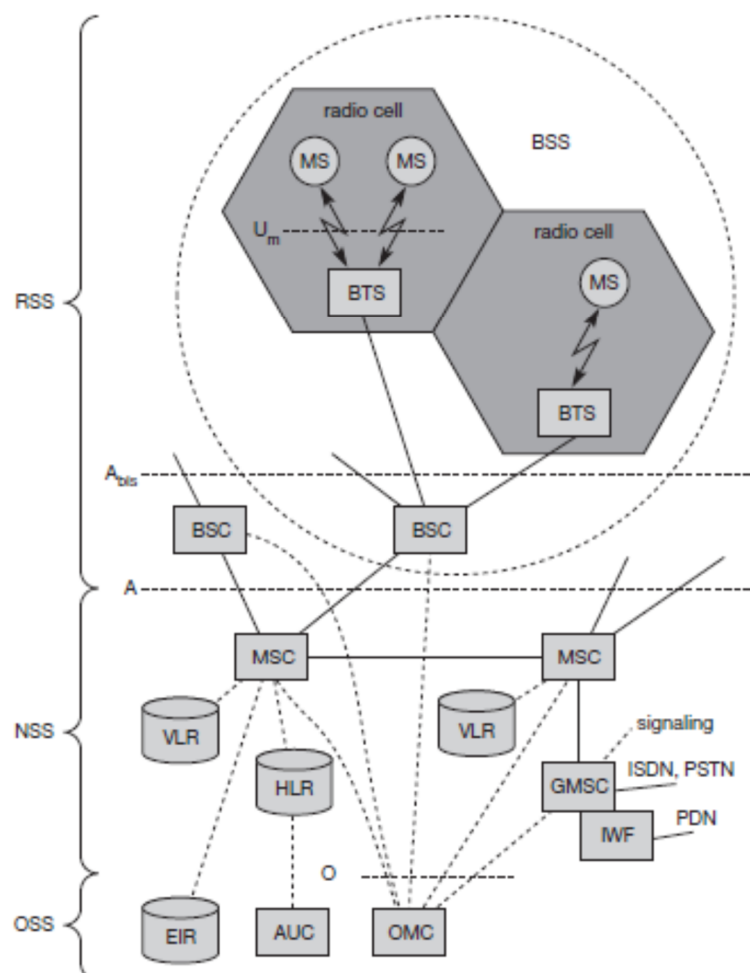 radio cell
MS
MS
BSS
Um
radio cell
RSS
BTS
MS
BTS
Abis
BSC
BSC
A
MSC
MSC
NSS
VLR
VLR
signaling
HLR
GMSC
ISDN, PSTN
IWF
PDN
O
OSS
EIR
AUC
OMC